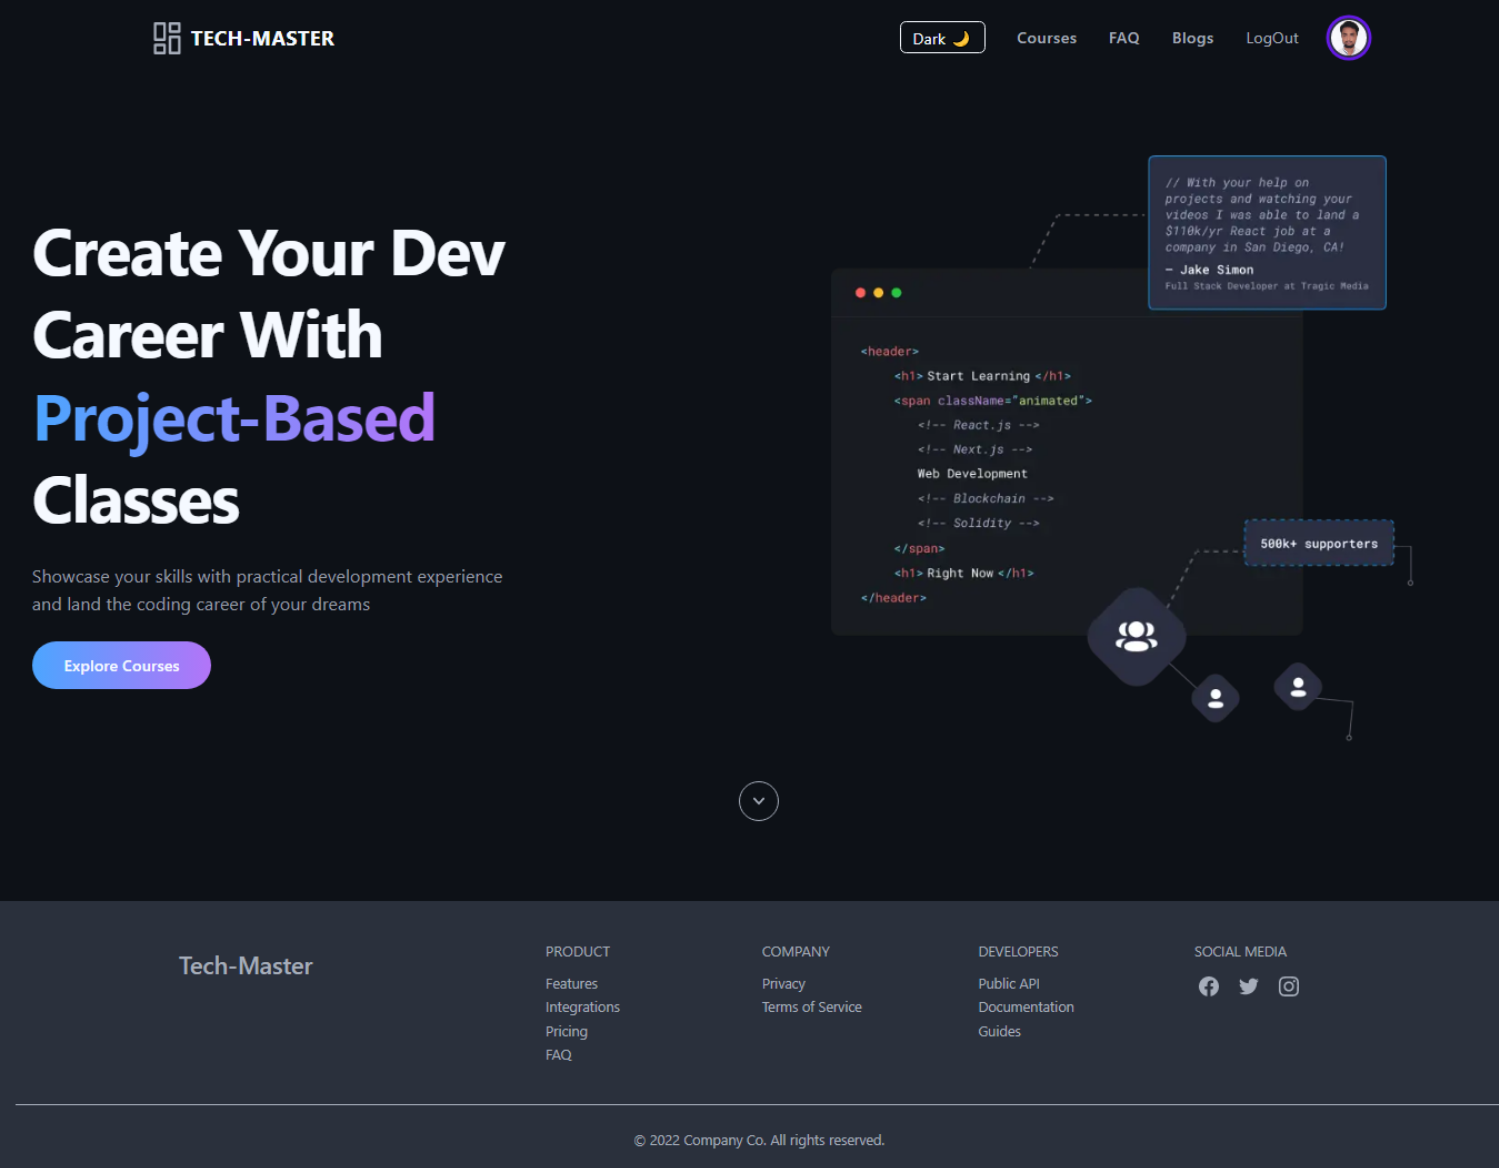 TECH-MASTER
Dark 🌙
Courses
FAQ
Blogs
LogOut
Create Your Dev
Career With
Project-Based
Classes
Showcase your skills with practical development experience
and land the coding career of your dreams
Explore Courses
// With your help on
projects and watching your
videos I was able to land a
$110k/yr React job at a
company in San Diego, CA!
— Jake Simon
Full Stack Developer at Tragic Media
<header>
<h1> Start Learning </h1>
<span className="animated">
<!-- React.js -->
<!-- Next.js -->
Web Development
<!-- Blockchain -->
<!-- Solidity -->
</span>
<h1> Right Now </h1>
</header>
500k+ supporters
Tech-Master
PRODUCT
Features
Integrations
Pricing
FAQ
COMPANY
Privacy
Terms of Service
DEVELOPERS
Public API
Documentation
Guides
SOCIAL MEDIA
© 2022 Company Co. All rights reserved.